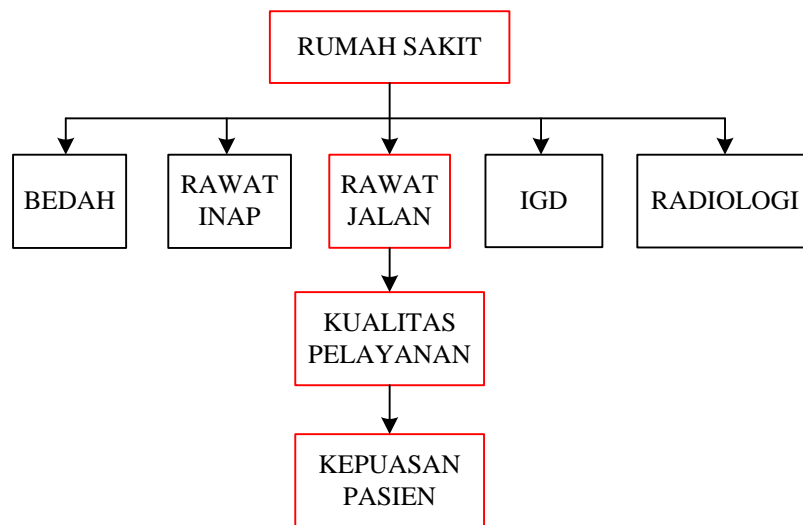 RUMAH SAKIT
BEDAH
RAWAT
INAP
RAWAT
JALAN
IGD
RADIOLOGI
KUALITAS
PELAYANAN
KEPUASAN
PASIEN